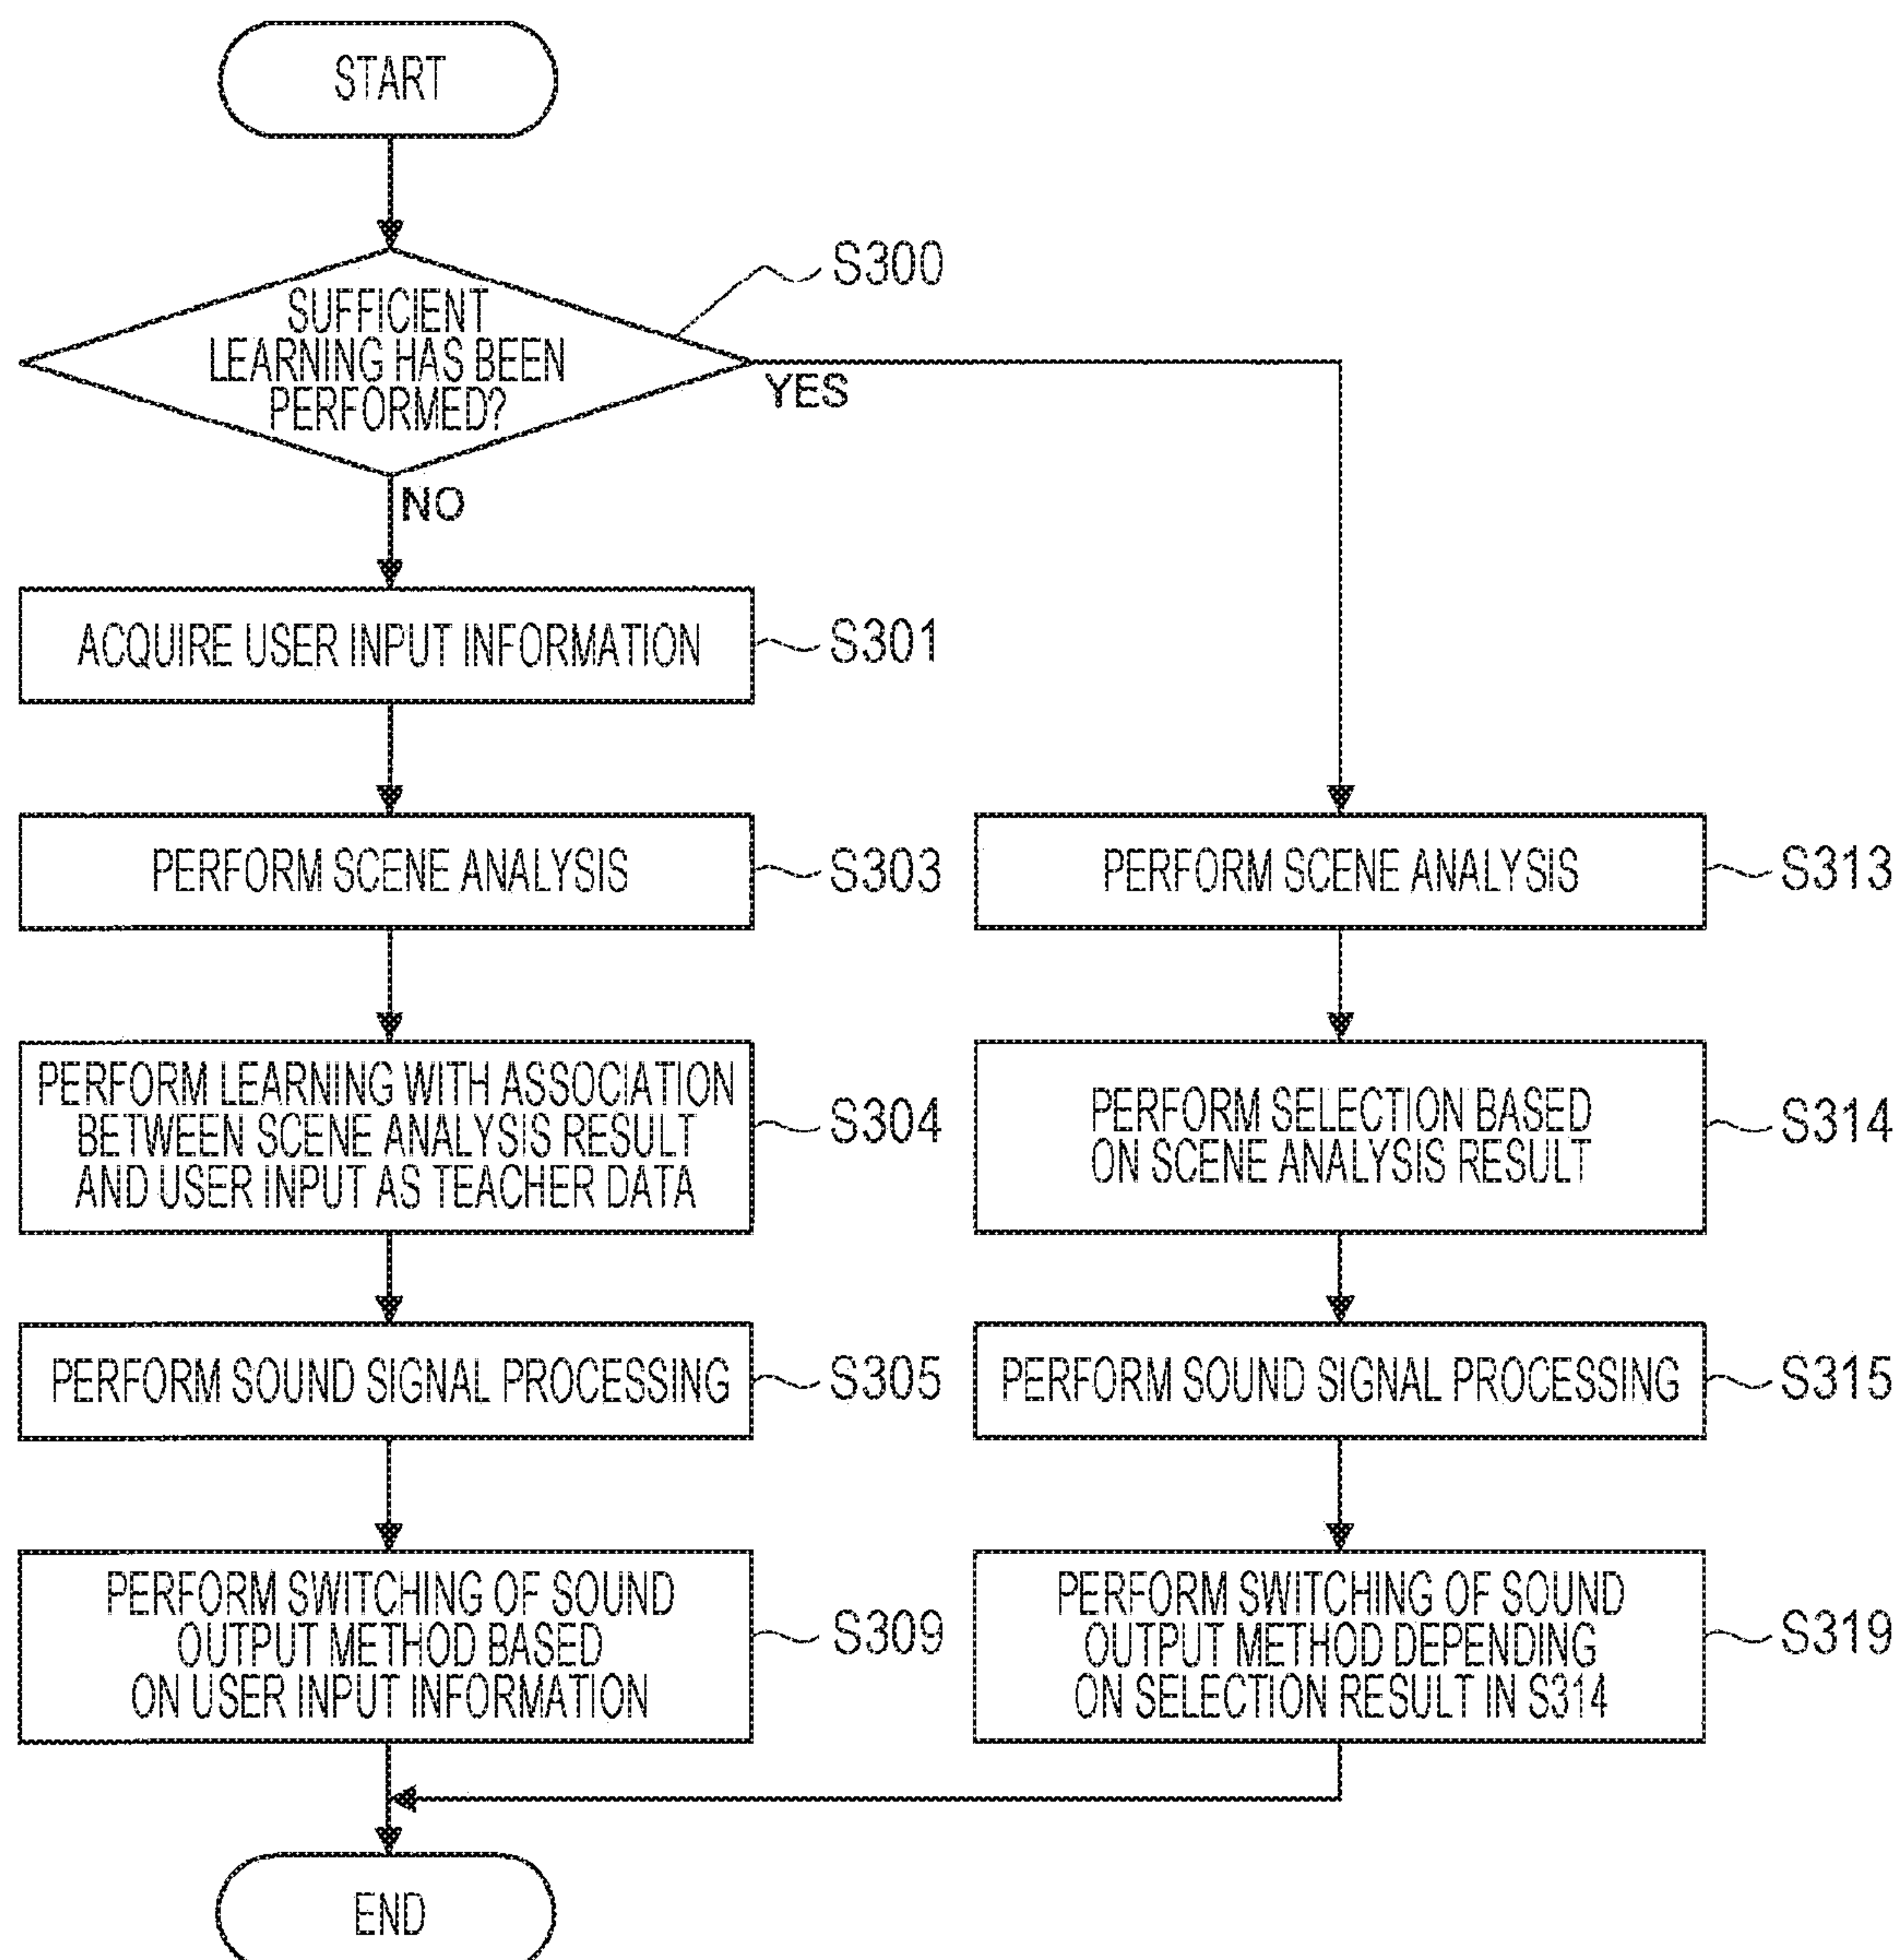 START
SUFFICIENT
LEARNING HAS BEEN
PERFORMED?
S300
YES
NO
ACQUIRE USER INPUT INFORMATION
S301
PERFORM SCENE ANALYSIS
S303
PERFORM LEARNING WITH ASSOCIATION
BETWEEN SCENE ANALYSIS RESULT
AND USER INPUT AS TEACHER DATA
S304
PERFORM SOUND SIGNAL PROCESSING
S305
PERFORM SWITCHING OF SOUND
OUTPUT METHOD BASED
ON USER INPUT INFORMATION
S309
PERFORM SCENE ANALYSIS
S313
PERFORM SELECTION BASED
ON SCENE ANALYSIS RESULT
S314
PERFORM SOUND SIGNAL PROCESSING
S315
PERFORM SWITCHING OF SOUND
OUTPUT METHOD DEPENDING
ON SELECTION RESULT IN S314
S319
END